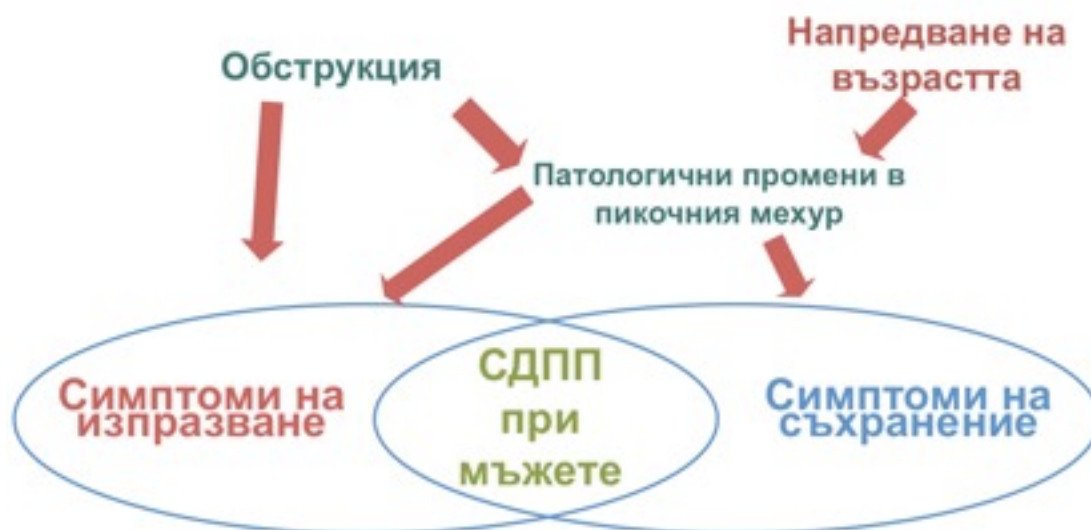 Обструкция
Напредване на
възрастта
Патологични промени в
пикочния мехур
Симптоми на
изпразване
СДПП
при
мъжете
Симптоми на
съхранение